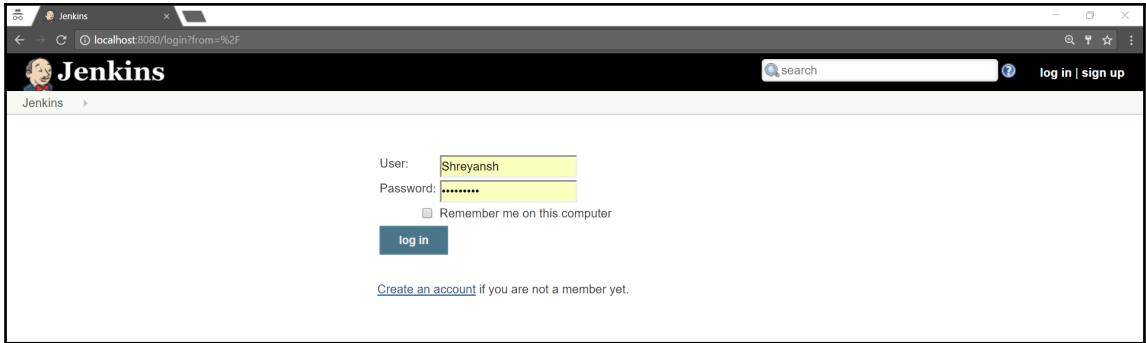 Jenkins
localhost:8080/login?from=%2F
Jenkins
search
log in | sign up
Jenkins
User: Shreyansh
Password: •••••••••
Remember me on this computer
log in
Create an account if you are not a member yet.